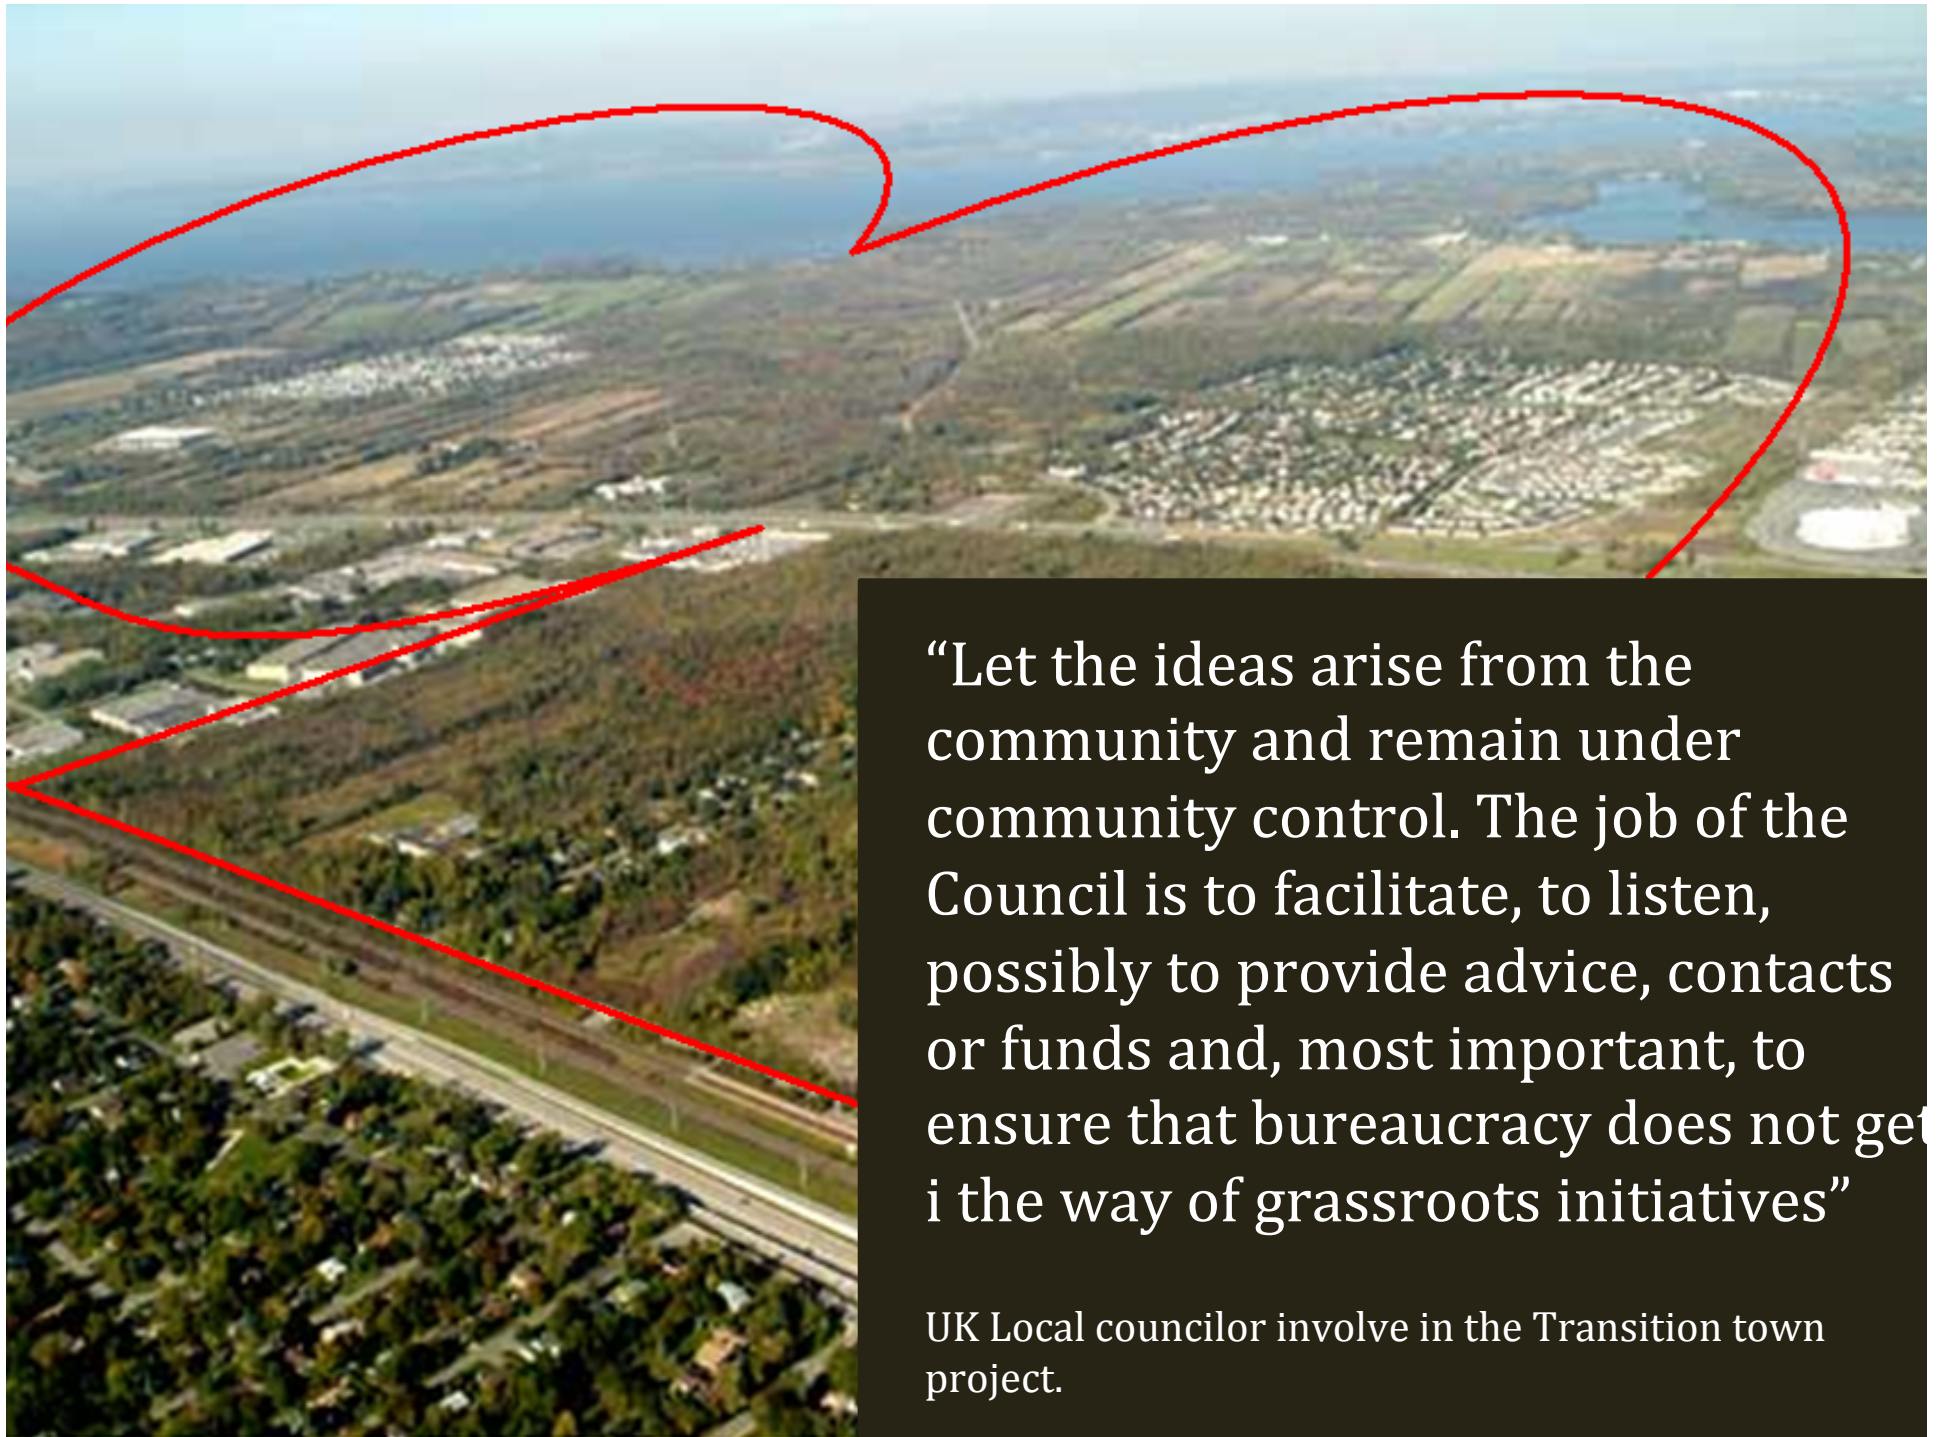 “Let the ideas arise from the
community and remain under
community control. The job of the
Council is to facilitate, to listen,
possibly to provide advice, contacts
or funds and, most important, to
ensure that bureaucracy does not get
i the way of grassroots initiatives”
UK Local councilor involve in the Transition town
project.